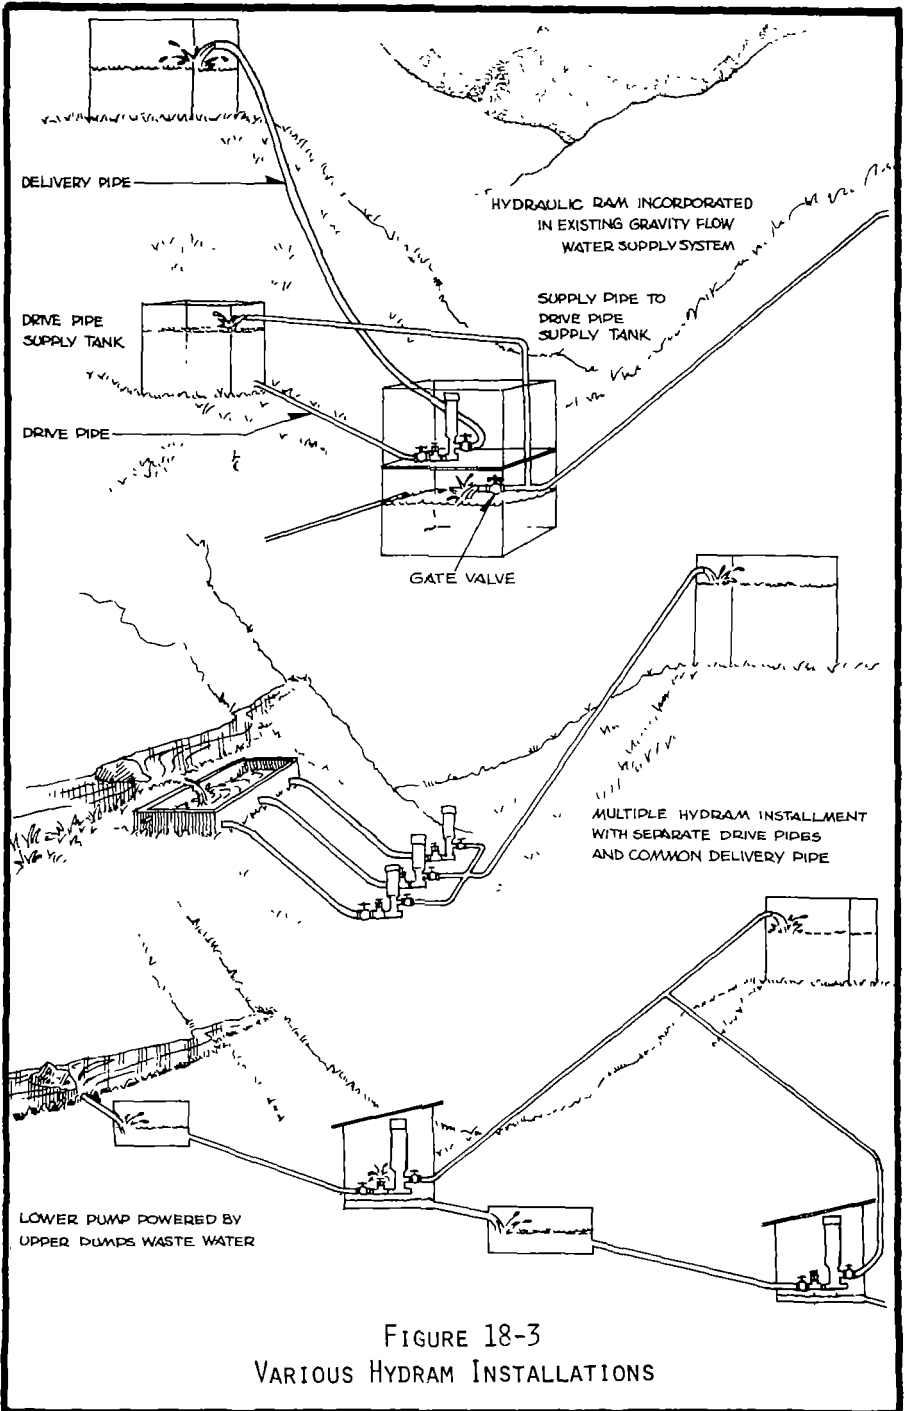 DELIVERY PIPE
HYDRAULIC RAM INCORPORATED
IN EXISTING GRAVITY FLOW
WATER SUPPLY SYSTEM
SUPPLY PIPE TO
DRIVE PIPE
SUPPLY TANK
DRIVE PIPE
SUPPLY TANK
DRIVE PIPE
GATE VALVE
MULTIPLE HYDRAM INSTALLMENT
WITH SEPARATE DRIVE PIPES
AND COMMON DELIVERY PIPE
LOWER PUMP POWERED BY
UPPER PUMPS WASTE WATER
FIGURE 18-3
VARIOUS HYDRAM INSTALLATIONS